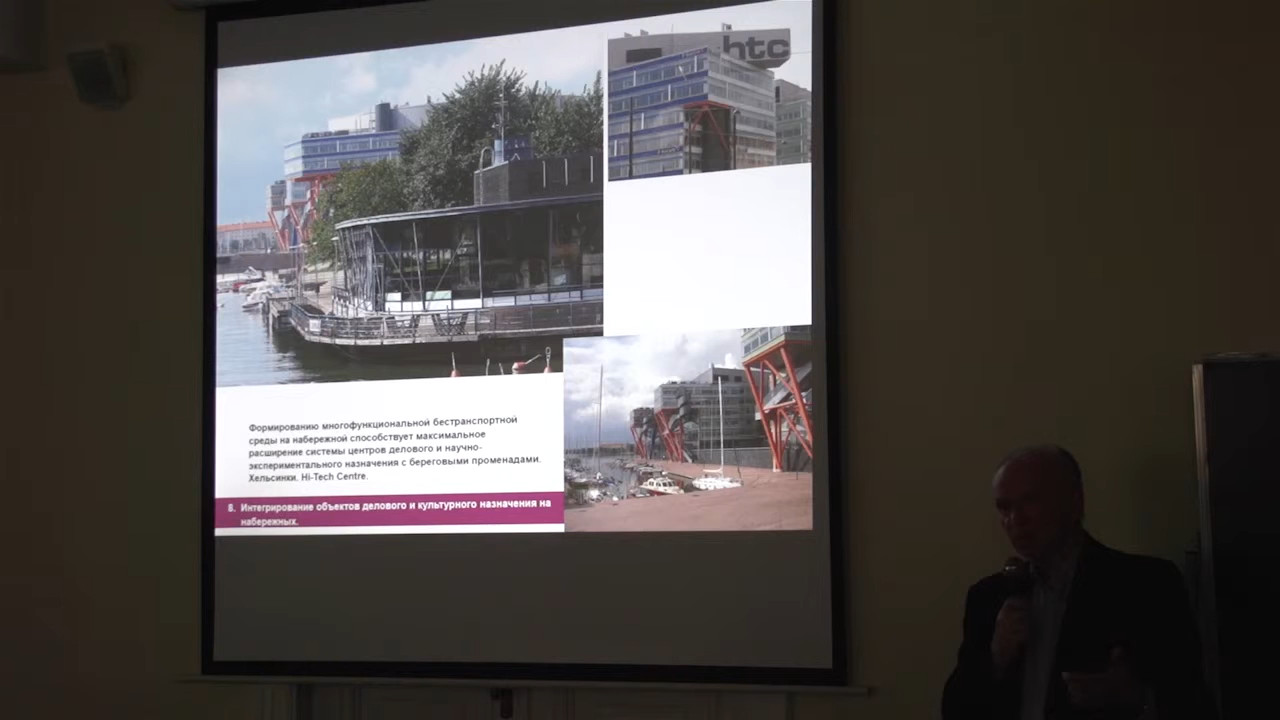 htc
Формированию многофункциональной бестранспортной
среды на набережной способствует максимальное
расширение системы центров делового и научно-
экспериментального назначения с береговыми променадами.
Хельсинки. Hi-Tech Centre.
8. Интегрирование объектов делового и культурного назначения на
набережных.